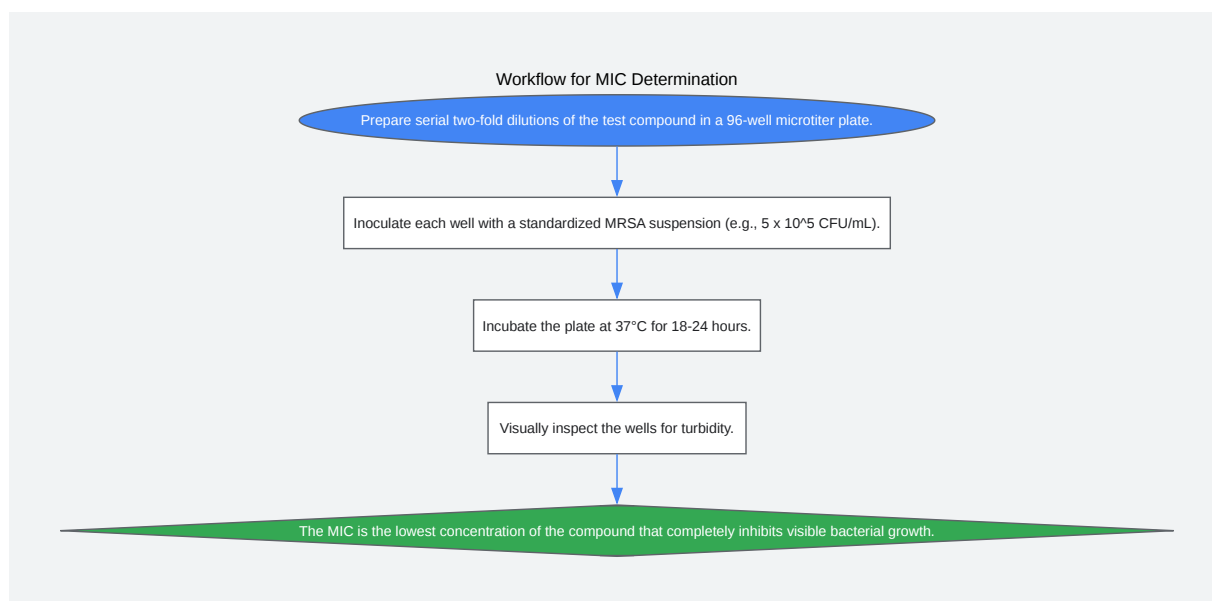 Workflow for MIC Determination
Prepare serial two-fold dilutions of the test compound in a 96-well microtiter plate.
Inoculate each well with a standardized MRSA suspension (e.g., 5 x 10^5 CFU/mL).
Incubate the plate at 37°C for 18-24 hours.
Visually inspect the wells for turbidity.
The MIC is the lowest concentration of the compound that completely inhibits visible bacterial growth.